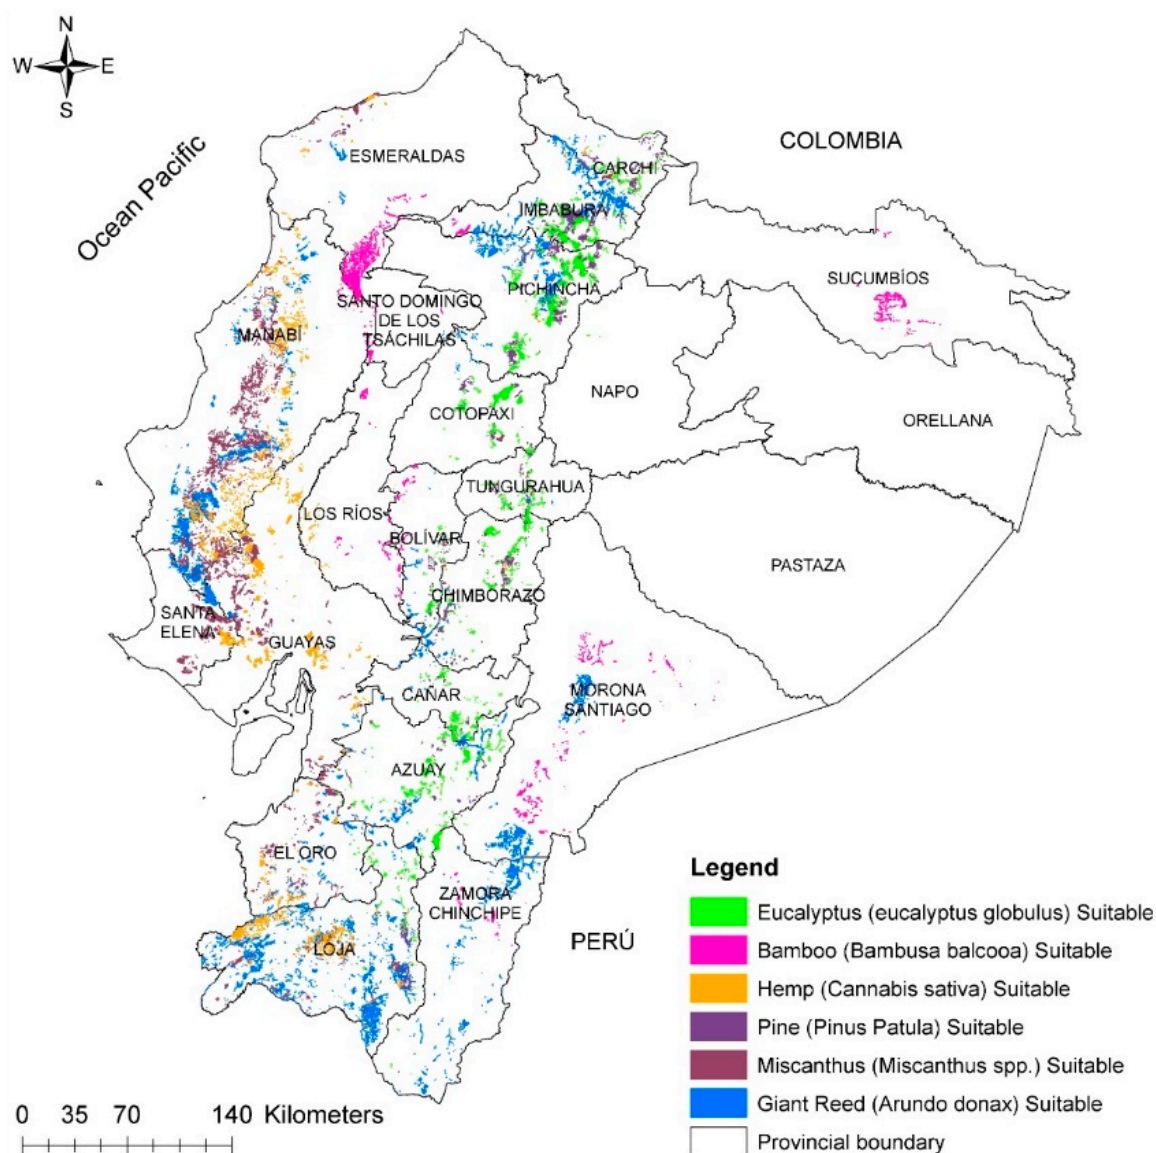 N
W E
S
Ocean Pacific
COLOMBIA
ESMERALDAS
CARCHI
IMBABURA
SUCUMBÍOS
PICHINCHA
SANTO DOMINGO
DE LOS
TSÁCHILAS
MANABÍ
NAPO
COTOPAXI
ORELLANA
TUNGURAHUA
LOS RÍOS
BOLÍVAR
PASTAZA
CHIMBORAZO
SANTA
ELENA
GUAYAS
CAÑAR
MORONA
SANTIAGO
AZUAY
EL ORO
ZAMORA
CHINCHIPE
LOJA
PERÚ
Legend
Eucalyptus (eucalyptus globulus) Suitable
Bamboo (Bambusa balcooa) Suitable
Hemp (Cannabis sativa) Suitable
Pine (Pinus Patula) Suitable
Miscanthus (Miscanthus spp.) Suitable
Giant Reed (Arundo donax) Suitable
Provincial boundary
0 35 70 140 Kilometers